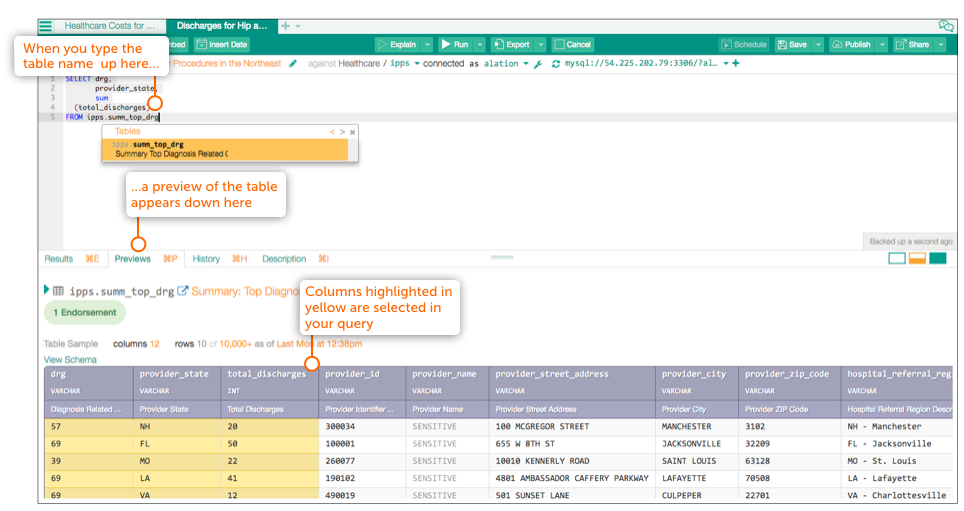 Healthcare Costs for ...
Discharges for Hip a...
When you type the
table name up here...
Insert Date
Explain
Run
Export
Cancel
Schedule
Save
Publish
Share
Procedures in the Northeast
against Healthcare / ipps connected as alation mysql://54.225.202.79:3306/?al…
1 SELECT drg,
2 provider_state,
3 sum
4 (total_discharges)
5 FROM ipps.summ_top_drg
Tables < > x
ipps.summ_top_drg
Summary Top Diagnosis Related
...a preview of the table
appears down here
Backed up a second ago
Results ⌘E Previews ⌘P History ⌘H Description ⌘I
ipps.summ_top_drg Summary: Top Diagno
Columns highlighted in
yellow are selected in
your query
1 Endorsement
Table Sample columns 12 rows 10 of 10,000+ as of Last Mon at 12:38pm
View Schema
drg provider_state total_discharges provider_id provider_name provider_street_address provider_city provider_zip_code hospital_referral_reg
VARCHAR VARCHAR INT VARCHAR VARCHAR VARCHAR VARCHAR VARCHAR VARCHAR
Diagnosis Related ... Provider State Total Discharges Provider Identifier ... Provider Name Provider Street Address Provider City Provider ZIP Code Hospital Referral Region Descr
57 NH 20 300034 SENSITIVE 100 MCGREGOR STREET MANCHESTER 3102 NH - Manchester
69 FL 50 100001 SENSITIVE 655 W 8TH ST JACKSONVILLE 32209 FL - Jacksonville
39 MO 22 260077 SENSITIVE 10010 KENNERLY ROAD SAINT LOUIS 63128 MO - St. Louis
69 LA 41 190102 SENSITIVE 4801 AMBASSADOR CAFFERY PARKWAY LAFAYETTE 70508 LA - Lafayette
69 VA 12 490019 SENSITIVE 501 SUNSET LANE CULPEPER 22701 VA - Charlottesville